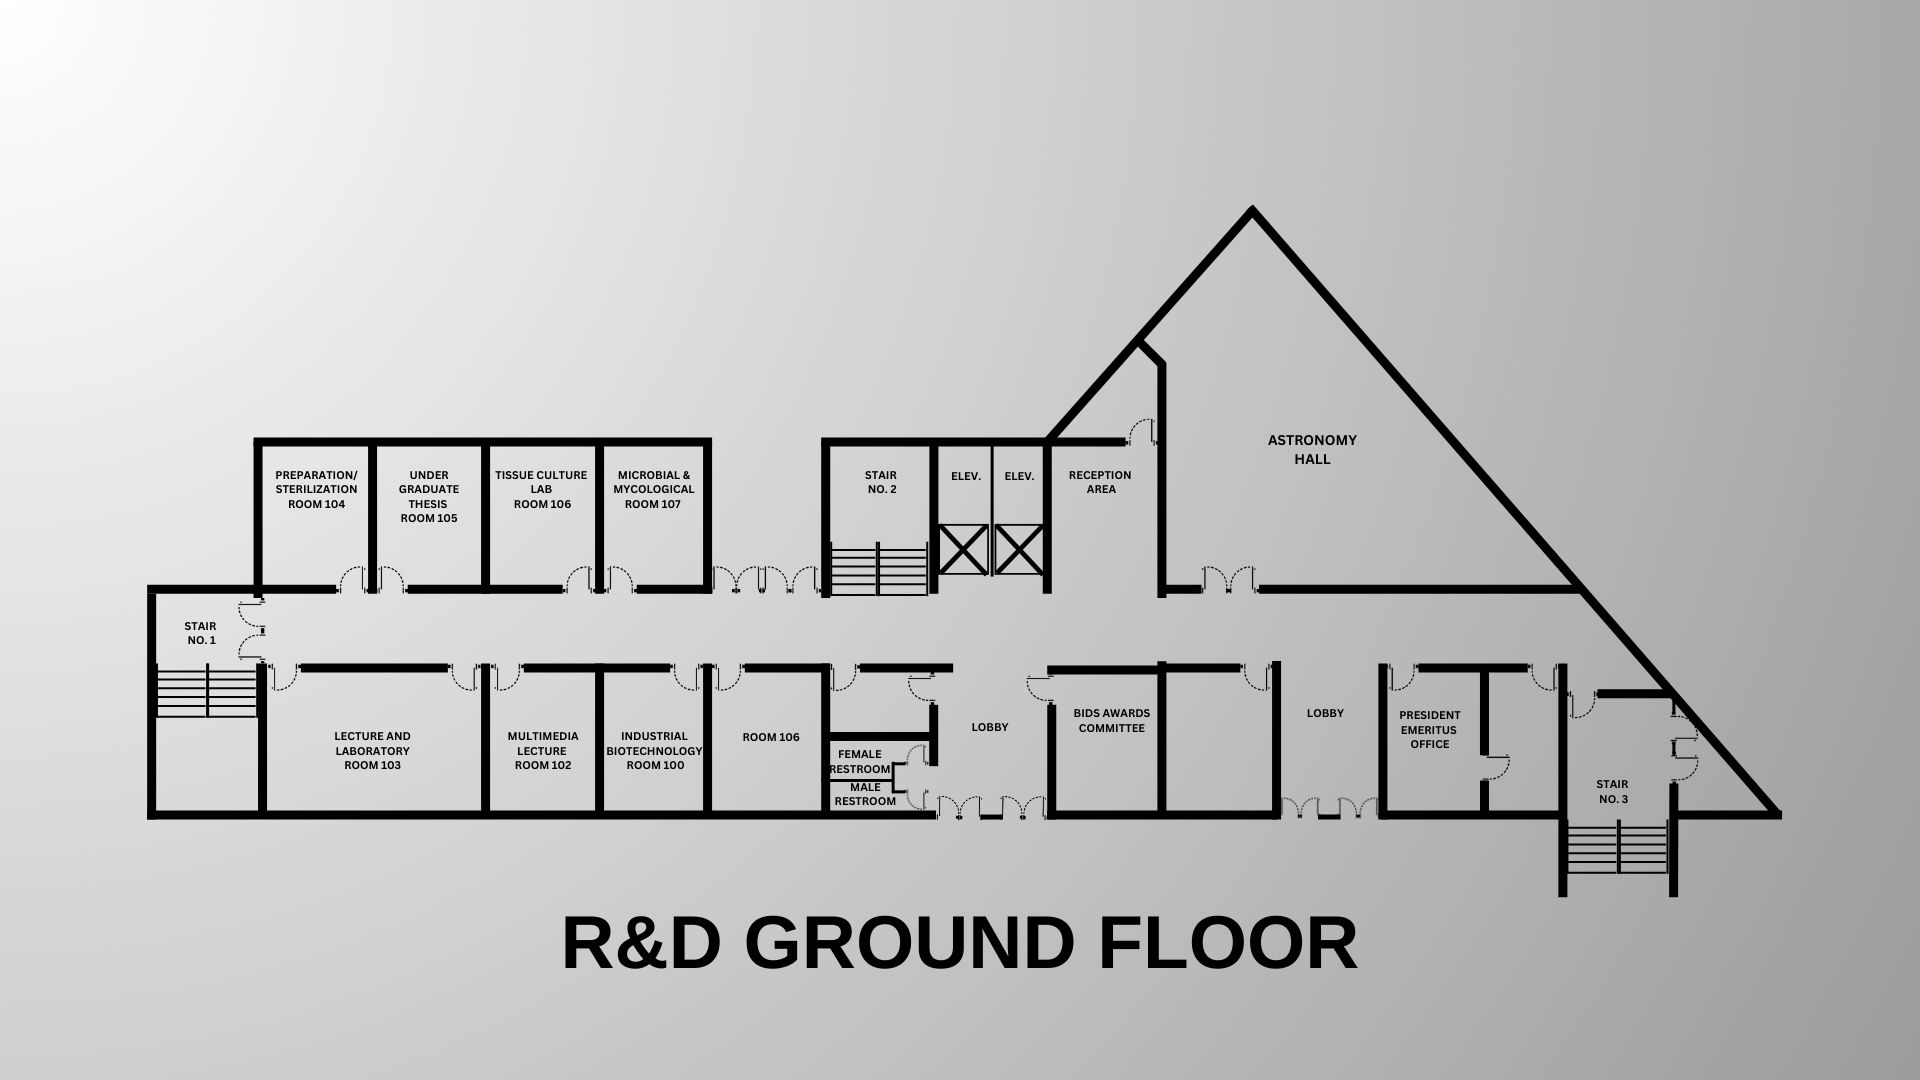 ASTRONOMY
HALL
PREPARATION/
STERILIZATION
ROOM 104
UNDER
GRADUATE
THESIS
ROOM 105
TISSUE CULTURE
LAB
ROOM 106
MICROBIAL &
MYCOLOGICAL
ROOM 107
STAIR
NO. 2
ELEV.
ELEV.
RECEPTION
AREA
STAIR
NO. 1
LECTURE AND
LABORATORY
ROOM 103
MULTIMEDIA
LECTURE
ROOM 102
INDUSTRIAL
BIOTECHNOLOGY
ROOM 100
ROOM 106
FEMALE
RESTROOM
MALE
RESTROOM
LOBBY
BIDS AWARDS
COMMITTEE
LOBBY
PRESIDENT
EMERITUS
OFFICE
STAIR
NO. 3
R&D GROUND FLOOR